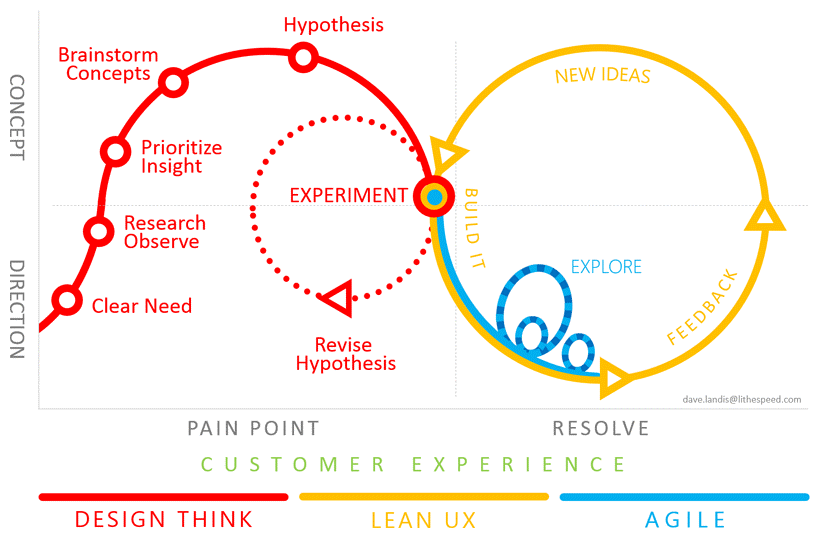 Hypothesis
Brainstorm
Concepts
NEW IDEAS
CONCEPT
Prioritize
Insight
EXPERIMENT
BUILD IT
Research
Observe
EXPLORE
DIRECTION
Clear Need
FEEDBACK
Revise
Hypothesis
dave.landis@lithespeed.com
PAIN POINT
RESOLVE
CUSTOMER EXPERIENCE
DESIGN THINK
LEAN UX
AGILE